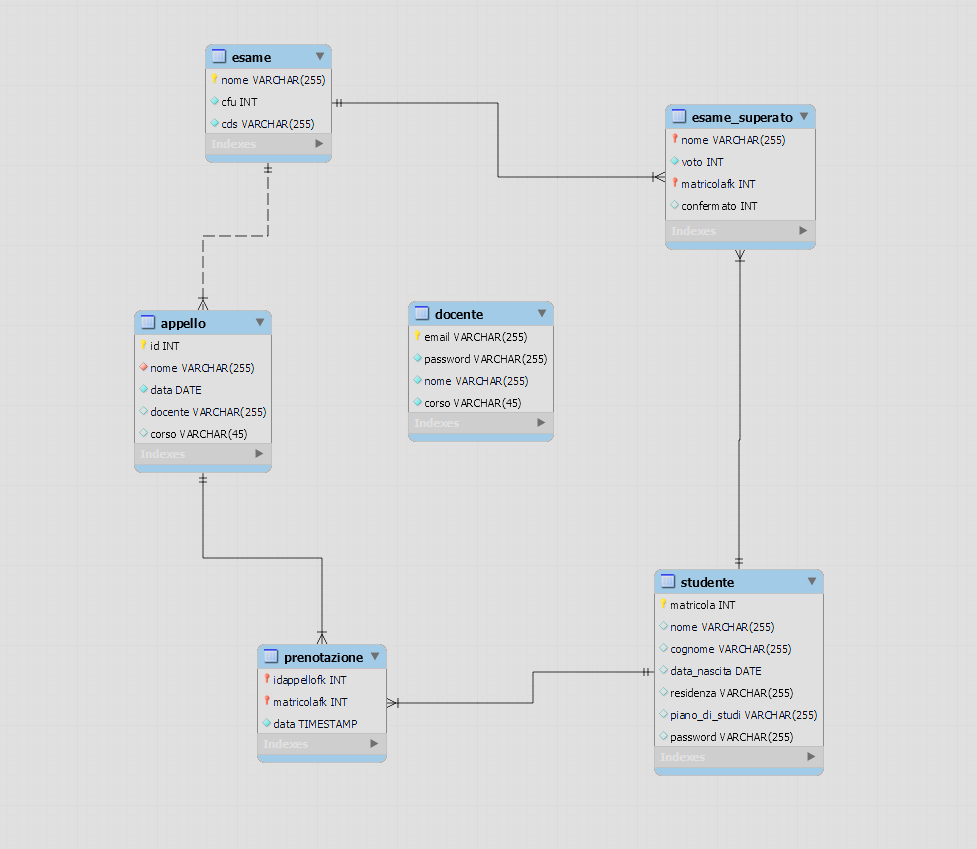 esame
nome VARCHAR(255)
cfu INT
cds VARCHAR(255)
Indexes
esame_superato
nome VARCHAR(255)
voto INT
matricolafk INT
confermato INT
Indexes
appello
id INT
nome VARCHAR(255)
data DATE
docente VARCHAR(255)
corso VARCHAR(45)
Indexes
docente
email VARCHAR(255)
password VARCHAR(255)
nome VARCHAR(255)
corso VARCHAR(45)
Indexes
prenotazione
idappellofk INT
matricolafk INT
data TIMESTAMP
Indexes
studente
matricola INT
nome VARCHAR(255)
cognome VARCHAR(255)
data_nascita DATE
residenza VARCHAR(255)
piano_di_studi VARCHAR(255)
password VARCHAR(255)
Indexes